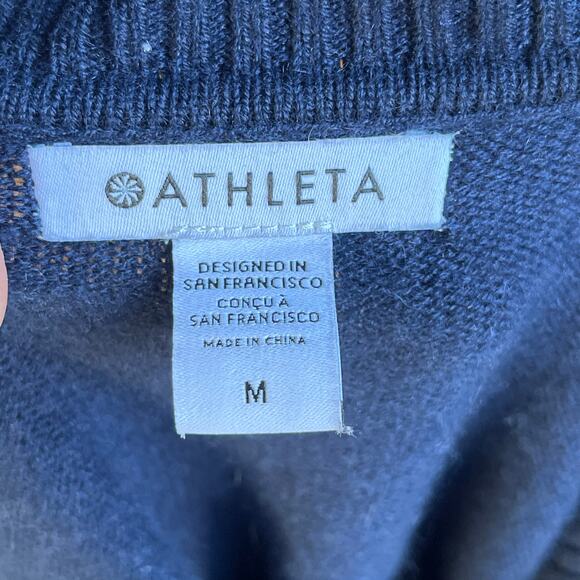 ATHLETA
DESIGNED IN
SAN FRANCISCO
CONÇU À
SAN FRANCISCO
MADE IN CHINA
M